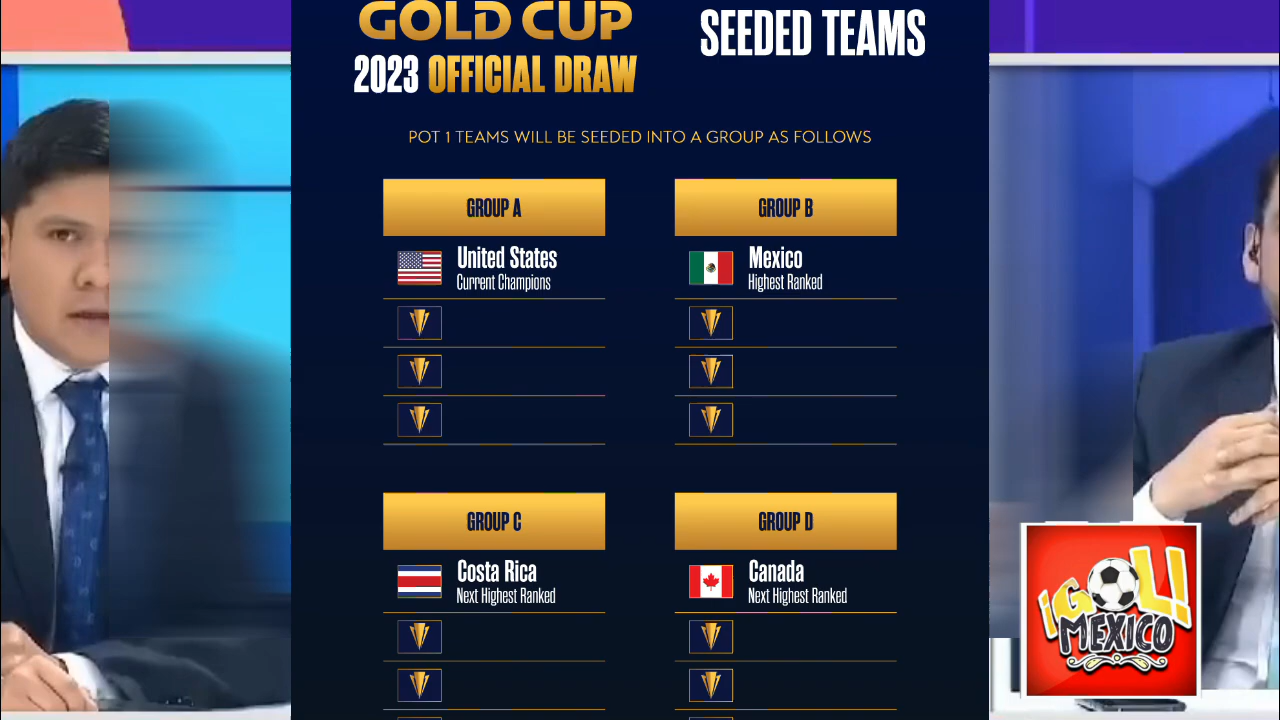 GOLD CUP
2023 OFFICIAL DRAW
SEEDED TEAMS
POT 1 TEAMS WILL BE SEEDED INTO A GROUP AS FOLLOWS
GROUP A
United States
Current Champions
GROUP B
Mexico
Highest Ranked
GROUP C
Costa Rica
Next Highest Ranked
GROUP D
Canada
Next Highest Ranked
¡GOL!
MEXICO